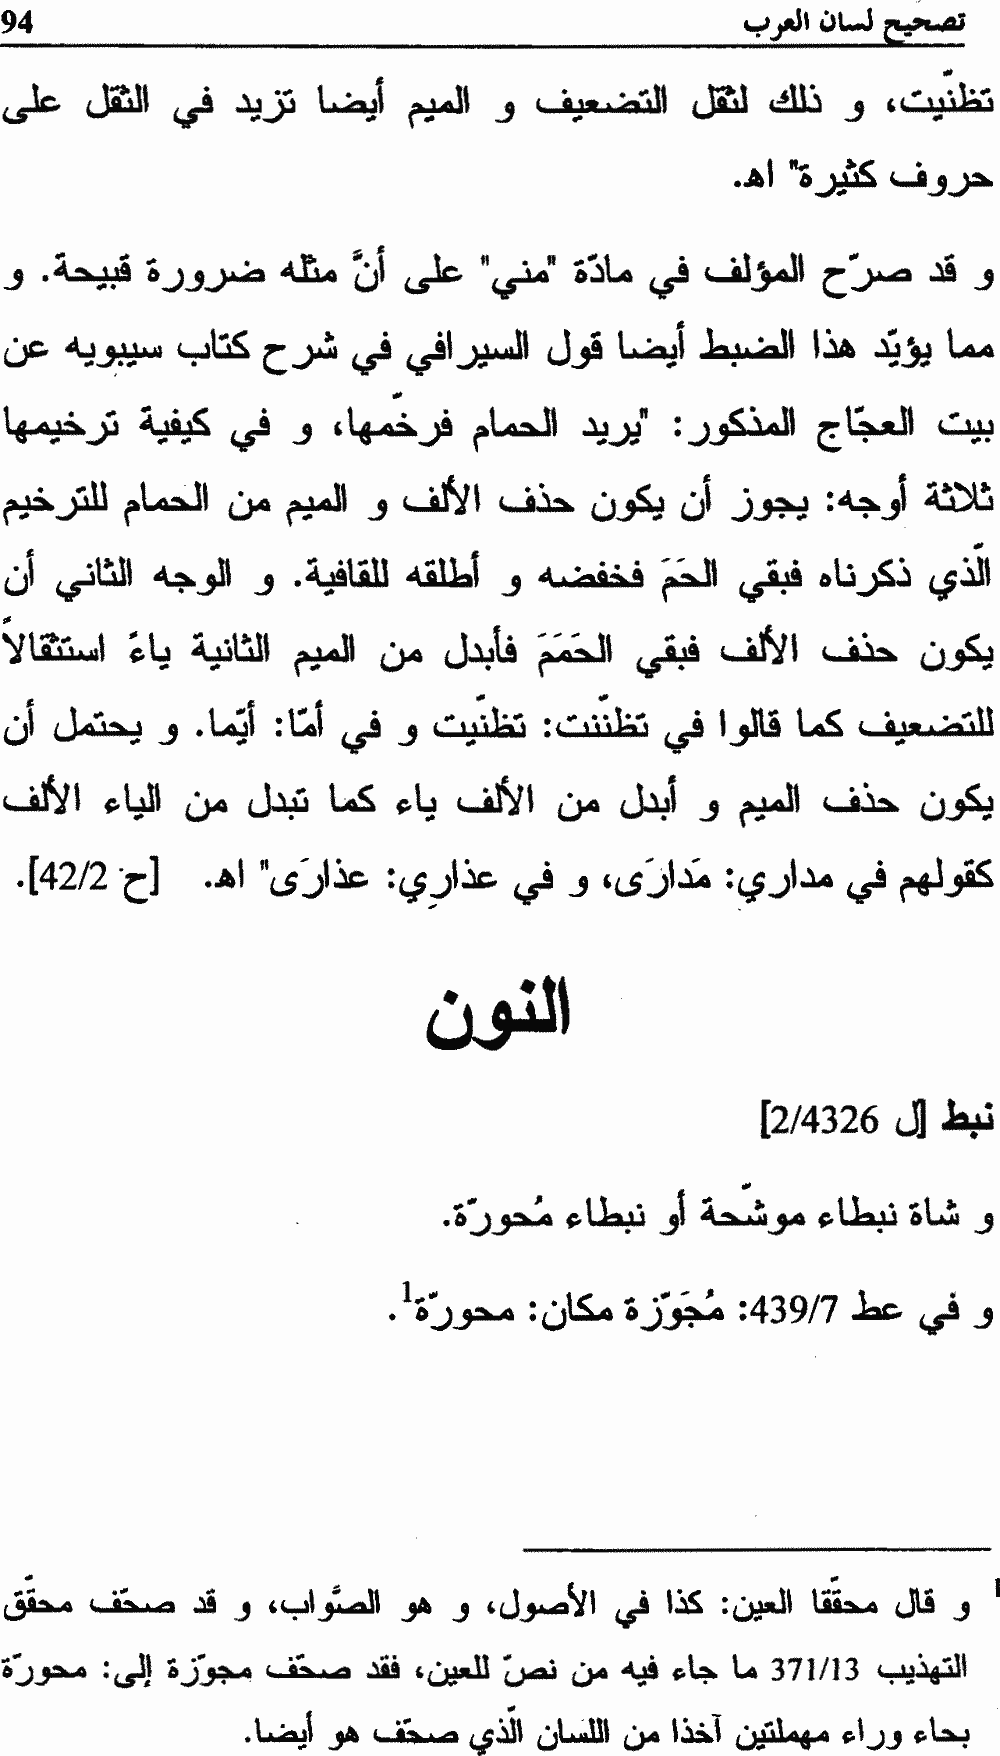 تصحيح لسان العرب 94
تظنّيت، و ذلك لثقل التضعيف و الميم أيضا تزيد في الثقل على
حروف كثيرة" اهـ.
و قد صرّح المؤلف في مادّة "مني" على أنَّ مثله ضرورة قبيحة. و
مما يؤيّد هذا الضبط أيضا قول السيرافي في شرح كتاب سيبويه عن
بيت العجّاج المذكور: "يريد الحمام فرخّمها، و في كيفية ترخيمها
ثلاثة أوجه: يجوز أن يكون حذف الألف و الميم من الحمام للترخيم
الّذي ذكرناه فبقي الحَمَ فخفضه و أطلقه للقافية. و الوجه الثاني أن
يكون حذف الألف فبقي الحَمَمَ فأبدل من الميم الثانية ياءً استثقالاً
للتضعيف كما قالوا في تظنّنت: تظنّيت و في أمّا: أيّما. و يحتمل أن
يكون حذف الميم و أبدل من الألف ياء كما تبدل من الياء الألف
كقولهم في مداري: مَدارَى، و في عذارِي: عذارَى" اهـ. [ح 42/2].
النون
نبط [ل 2/4326]
و شاة نبطاء موشّحة أو نبطاء مُحورّة.
و في عط 439/7: مُجَوّزة مكان: محورّة1.
1 و قال محقّقا العين: كذا في الأصول، و هو الصَّواب، و قد صحّف محقّق
التهذيب 371/13 ما جاء فيه من نصّ للعين، فقد صحّف مجوّزة إلى: محورّة
بحاء وراء مهملتين آخذا من اللسان الّذي صحّف هو أيضا.